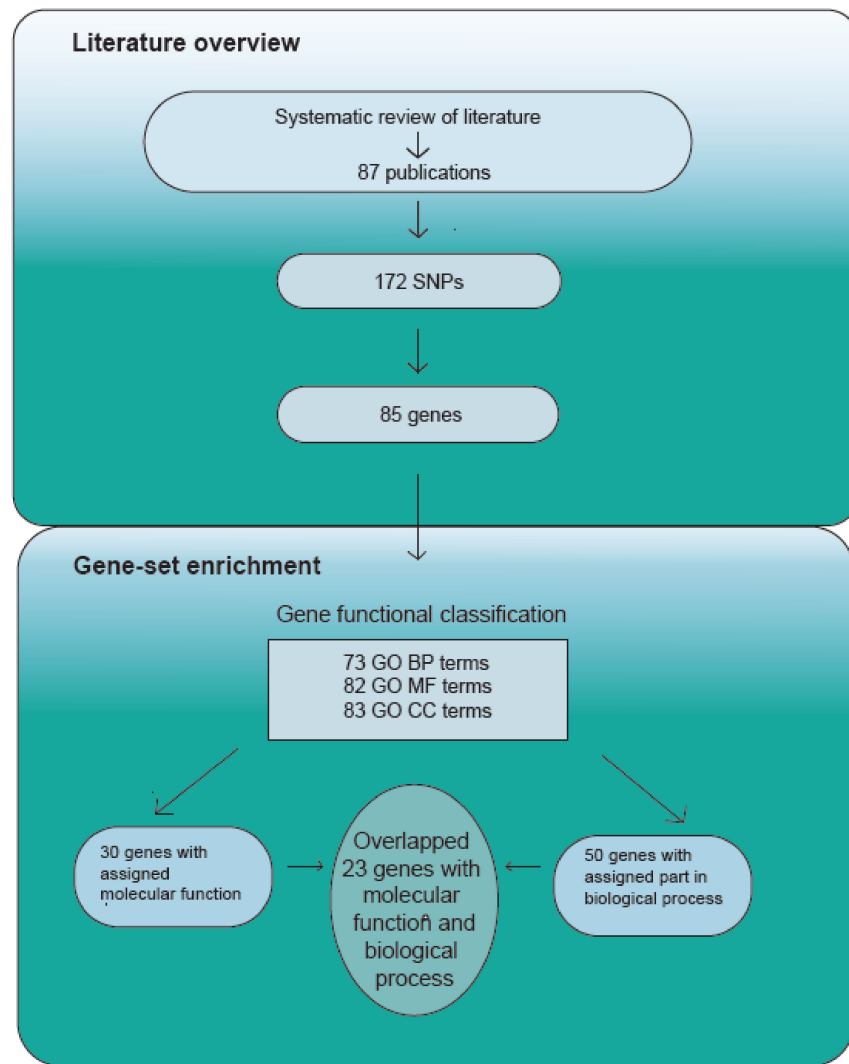 Literature overview
Systematic review of literature
87 publications
172 SNPs
85 genes
Gene-set enrichment
Gene functional classification
73 GO BP terms
82 GO MF terms
83 GO CC terms
30 genes with
assigned
molecular function
Overlapped
23 genes with
molecular
function and
biological
process
50 genes with
assigned part in
biological process